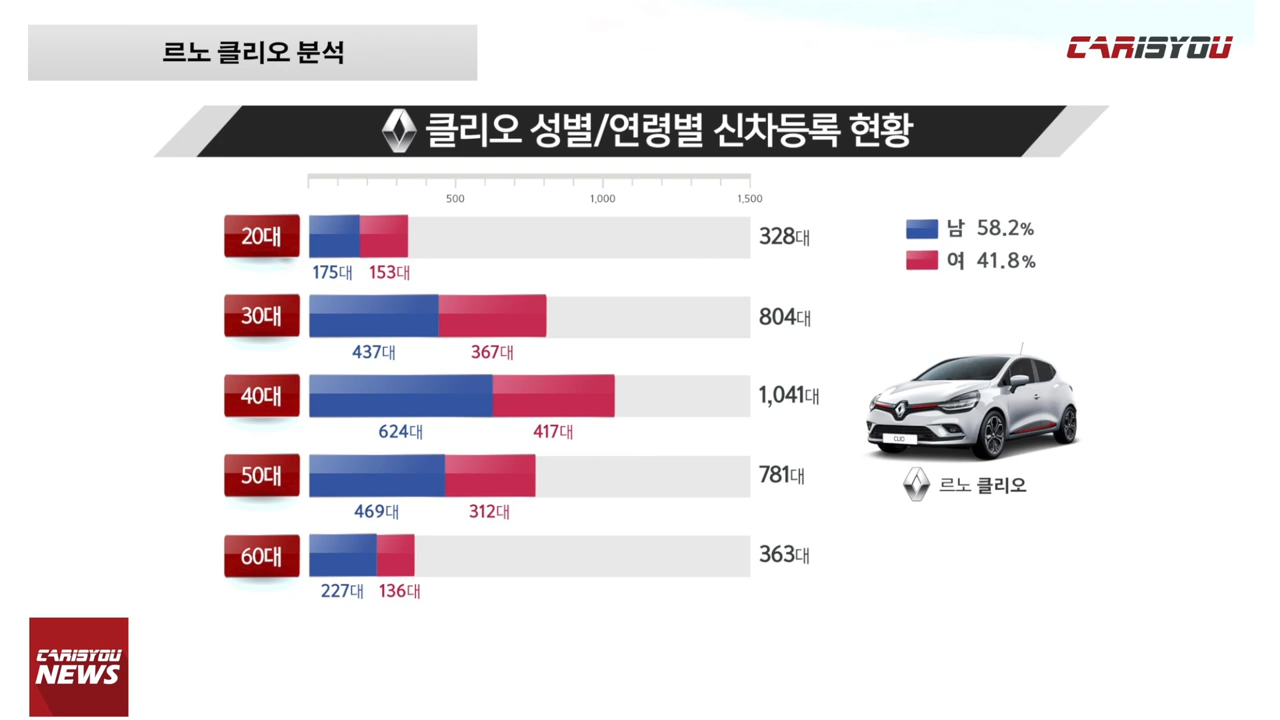 르노 클리오 분석
CARISYOU
클리오 성별/연령별 신차등록 현황
500 1,000 1,500
20대 328대
175대 153대
남 58.2%
여 41.8%
30대 804대
437대 367대
40대 1,041대
624대 417대
CLIO
르노 클리오
50대 781대
469대 312대
60대 363대
227대 136대
CARISYOU
NEWS